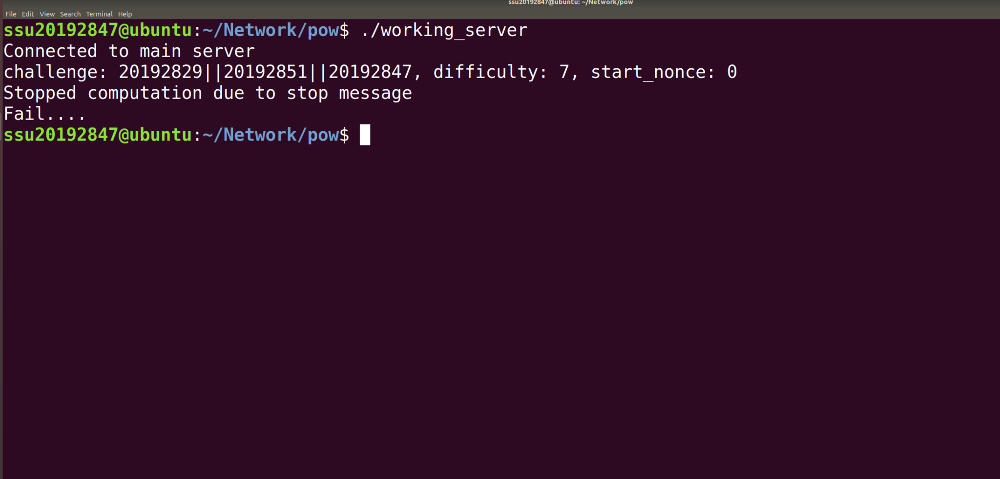 ssu20192847@ubuntu: ~/Network/pow
File Edit View Search Terminal Help
ssu20192847@ubuntu:~/Network/pow$ ./working_server
Connected to main server
challenge: 20192829||20192851||20192847, difficulty: 7, start_nonce: 0
Stopped computation due to stop message
Fail....
ssu20192847@ubuntu:~/Network/pow$